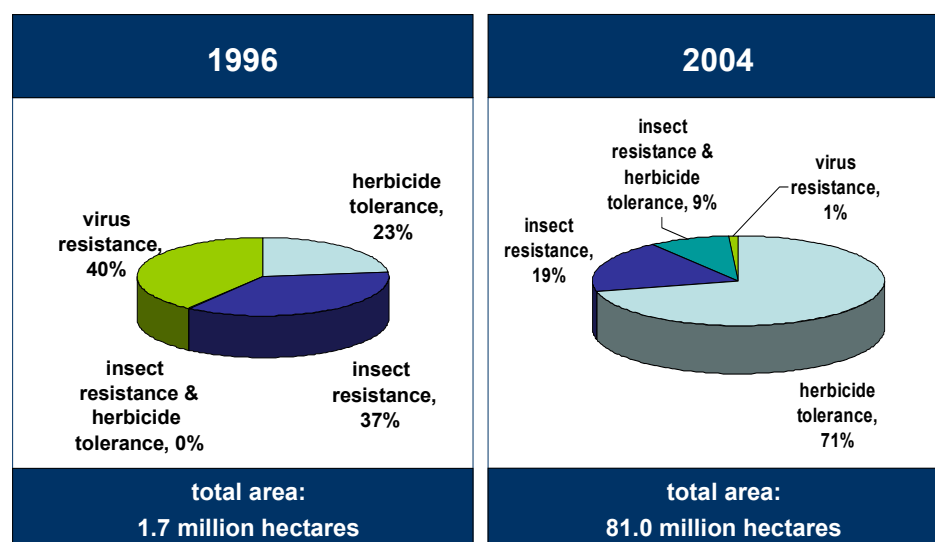 1996
herbicide
tolerance,
23%
virus
resistance,
40%
insect
resistance &
herbicide
tolerance, 0%
insect
resistance,
37%
total area:
1.7 million hectares
2004
insect
resistance &
herbicide
tolerance, 9%
virus
resistance,
1%
insect
resistance,
19%
herbicide
tolerance,
71%
total area:
81.0 million hectares